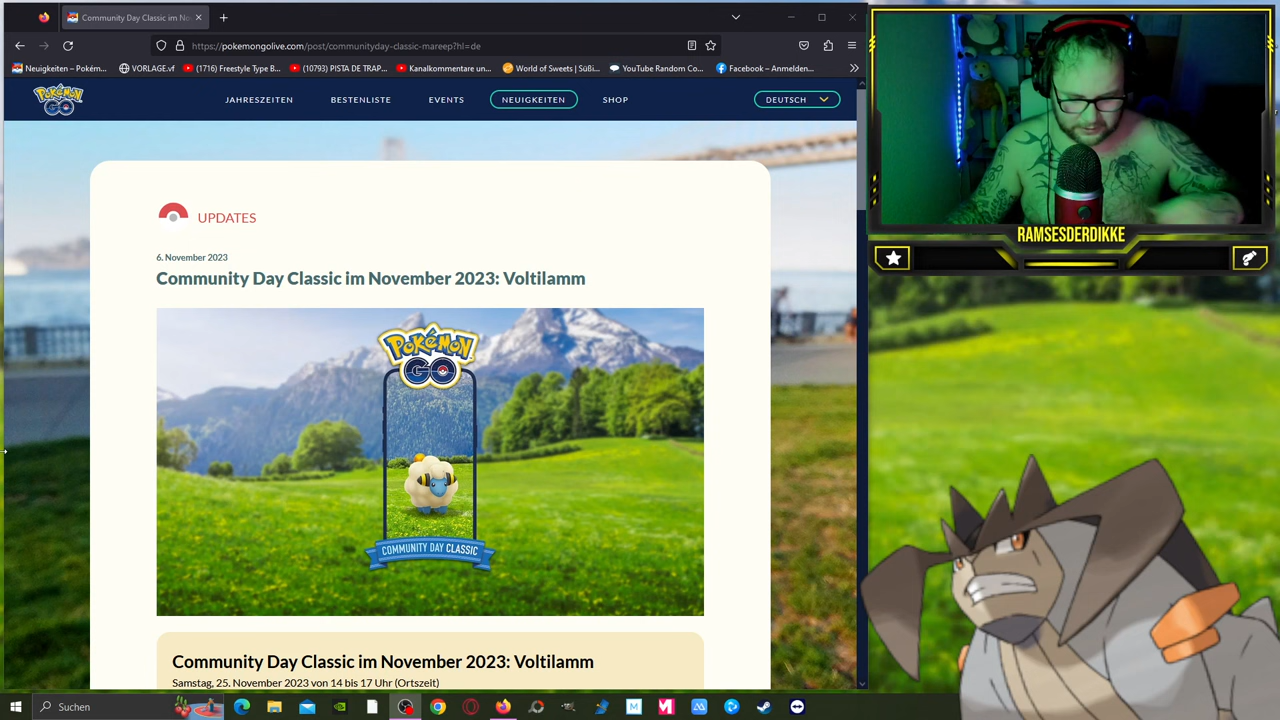 Community Day Classic im No
https://pokemongolive.com/post/communityday-classic-mareep?hl=de
Neuigkeiten – Pokém...
VORLAGE.vf
(1716) Freestyle Type B...
(10793) PISTA DE TRAP...
Kanalkommentare un...
World of Sweets | Süßi...
YouTube Random Co...
Facebook – Anmelden...
POKéMON GO
JAHRESZEITEN
BESTENLISTE
EVENTS
NEUIGKEITEN
SHOP
DEUTSCH
UPDATES
6. November 2023
Community Day Classic im November 2023: Voltilamm
POKéMON
GO
COMMUNITY DAY CLASSIC
Community Day Classic im November 2023: Voltilamm
Samstag, 25. November 2023 von 14 bis 17 Uhr (Ortszeit)
RAMSESDERDIKKE
Suchen